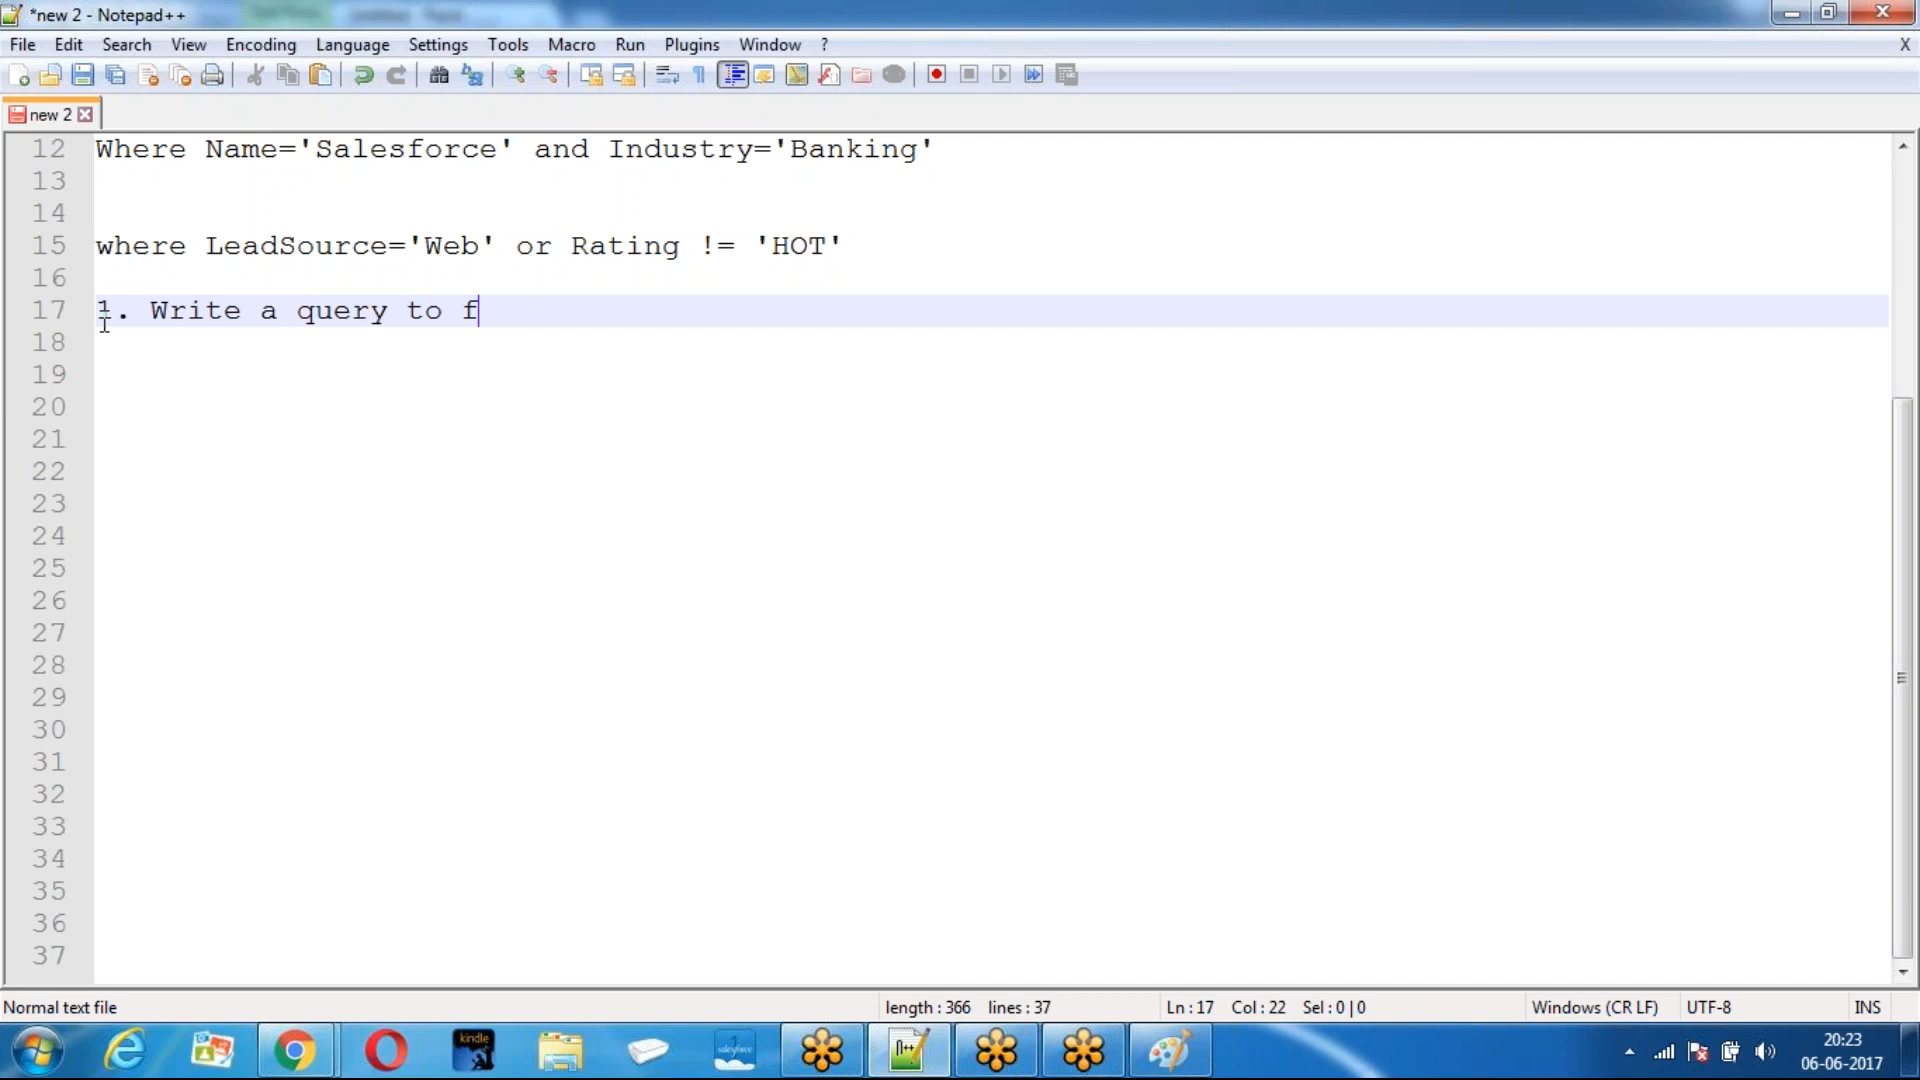 *new 2 - Notepad++
File Edit Search View Encoding Language Settings Tools Macro Run Plugins Window ? X
new 2
12 Where Name='Salesforce' and Industry='Banking'
13
14
15 where LeadSource='Web' or Rating != 'HOT'
16
17 1. Write a query to f
18
19
20
21
22
23
24
25
26
27
28
29
30
31
32
33
34
35
36
37
Normal text file length : 366 lines : 37 Ln : 17 Col : 22 Sel : 0 | 0 Windows (CR LF) UTF-8 INS
kindle
salesforce
20:23
06-06-2017